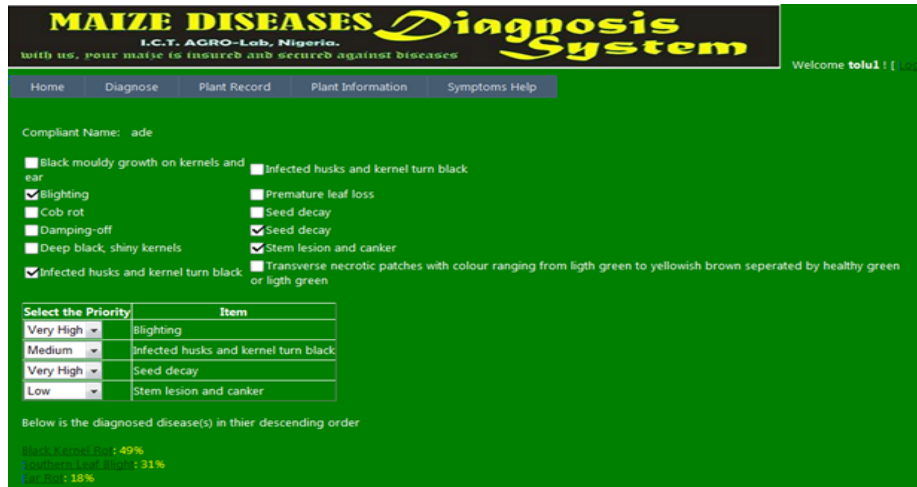 MAIZE DISEASES Diagnosis System
I.C.T. AGRO-Lab, Nigeria.
with us, your maize is insured and secured against diseases
Welcome tolu1 ! [ Log
Home Diagnose Plant Record Plant Information Symptoms Help
Compliant Name: ade
Black mouldy growth on kernels and ear
Infected husks and kernel turn black
Blighting
Premature leaf loss
Cob rot
Seed decay
Damping-off
Seed decay
Deep black, shiny kernels
Stem lesion and canker
Infected husks and kernel turn black
Transverse necrotic patches with colour ranging from ligth green to yellowish brown seperated by healthy green
or ligth green
Select the Priority Item
Very High Blighting
Medium Infected husks and kernel turn black
Very High Seed decay
Low Stem lesion and canker
Below is the diagnosed disease(s) in thier descending order
Black Kernel Rot: 49%
Southern Leaf Blight: 31%
Ear Rot: 18%